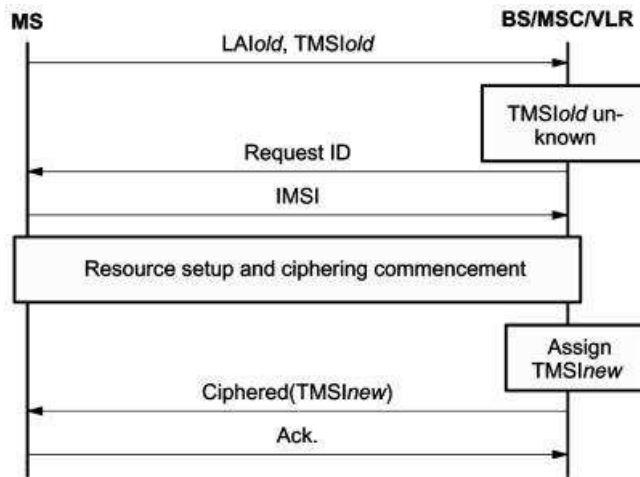 MS BS/MSC/VLR
LAIold, TMSIold
TMSIold un-
known
Request ID
IMSI
Resource setup and ciphering commencement
Assign
TMSInew
Ciphered(TMSInew)
Ack.